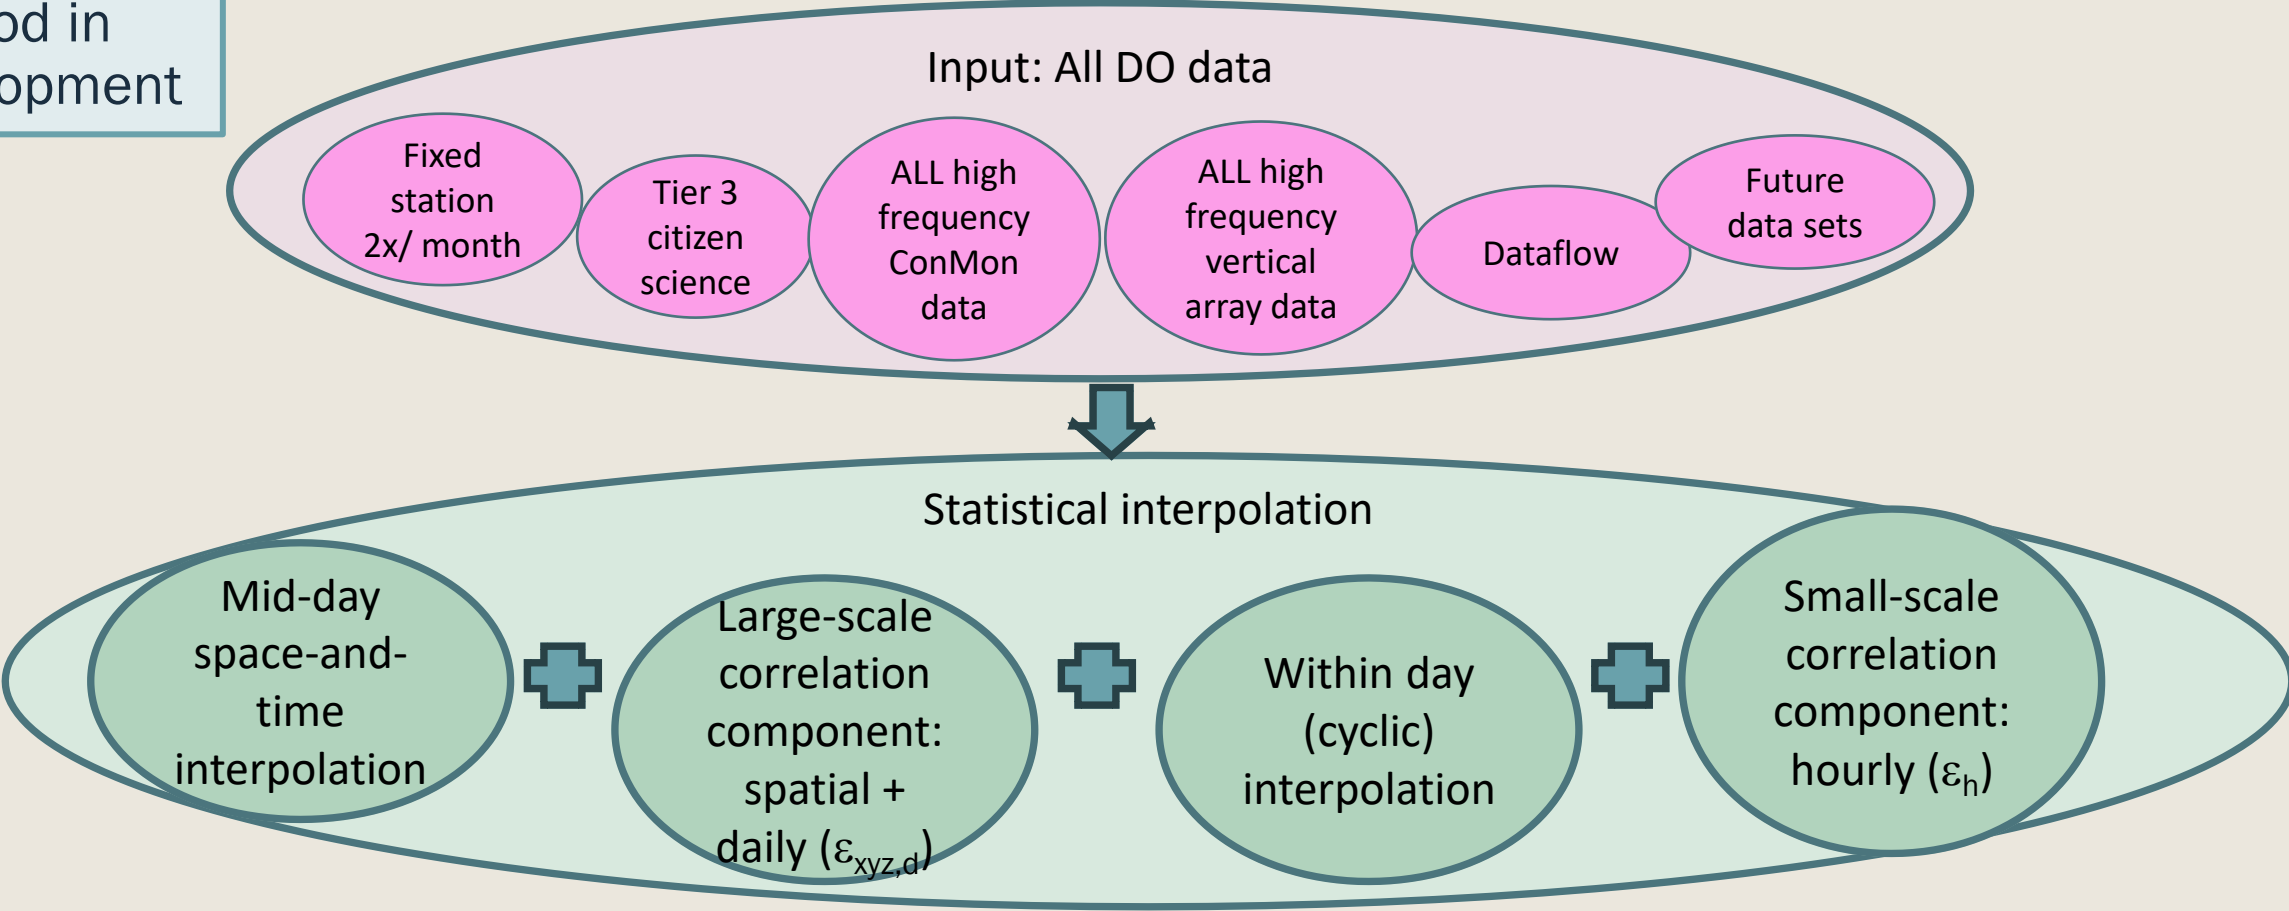 od in
opment
Input: All DO data
Fixed
station
2x/ month
Tier 3
citizen
science
ALL high
frequency
ConMon
data
ALL high
frequency
vertical
array data
Dataflow
Future
data sets
Statistical interpolation
Mid-day
space-and-
time
interpolation
Large-scale
correlation
component:
spatial +
daily (εxyz,d)
Within day
(cyclic)
interpolation
Small-scale
correlation
component:
hourly (εh)